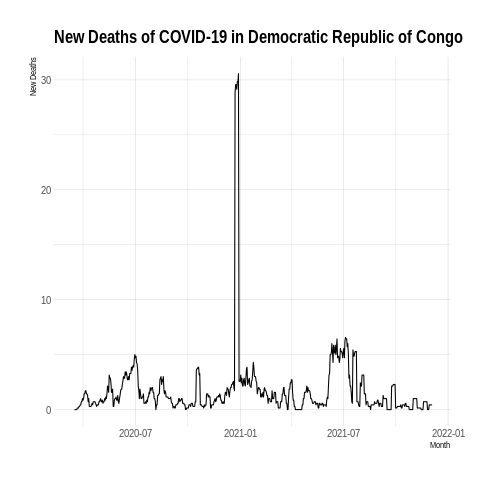 New Deaths of COVID-19 in Democratic Republic of Congo
New Deaths
30
20
10
0
2020-07
2021-01
2021-07
2022-01
Month